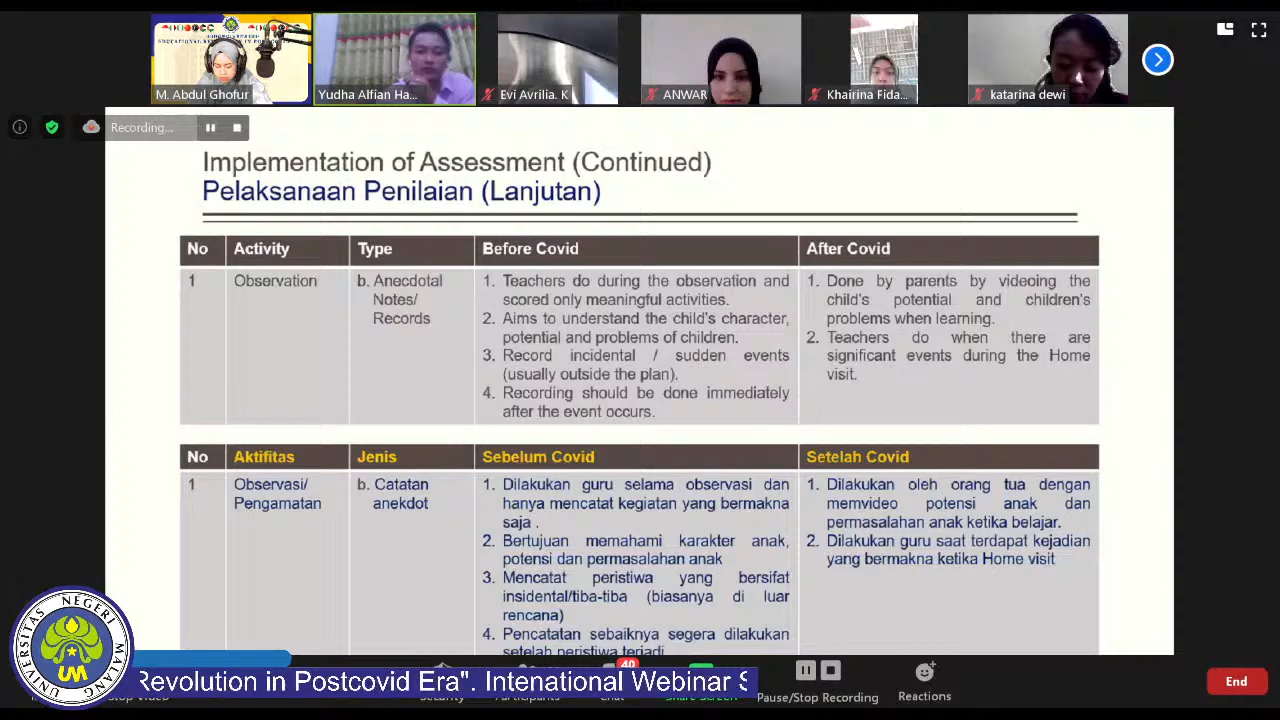 M. Abdul Ghofur
Yudha Alfian Ha...
Evi Avrilia. K
ANWAR
Khairina Fida...
katarina dewi
Recording...
Implementation of Assessment (Continued)
Pelaksanaan Penilaian (Lanjutan)
No Activity Type Before Covid After Covid
1 Observation b. Anecdotal Notes/ Records
1. Teachers do during the observation and
scored only meaningful activities.
2. Aims to understand the child's character,
potential and problems of children.
3. Record incidental / sudden events
(usually outside the plan).
4. Recording should be done immediately
after the event occurs.
1. Done by parents by videoing the
child's potential and children's
problems when learning.
2. Teachers do when there are
significant events during the Home
visit.
No Aktifitas Jenis Sebelum Covid Setelah Covid
1 Observasi/ Pengamatan b. Catatan anekdot
1. Dilakukan guru selama observasi dan
hanya mencatat kegiatan yang bermakna
saja .
2. Bertujuan memahami karakter anak,
potensi dan permasalahan anak
3. Mencatat peristiwa yang bersifat
insidental/tiba-tiba (biasanya di luar
rencana)
4. Pencatatan sebaiknya segera dilakukan
setelah peristiwa terjadi
1. Dilakukan oleh orang tua dengan
memvideo potensi anak dan
permasalahan anak ketika belajar.
2. Dilakukan guru saat terdapat kejadian
yang bermakna ketika Home visit
UNIVERSITAS NEGERI MALANG
UM
40
Revolution in Postcovid Era". Intenational Webinar S
Pause/Stop Recording
Reactions
End